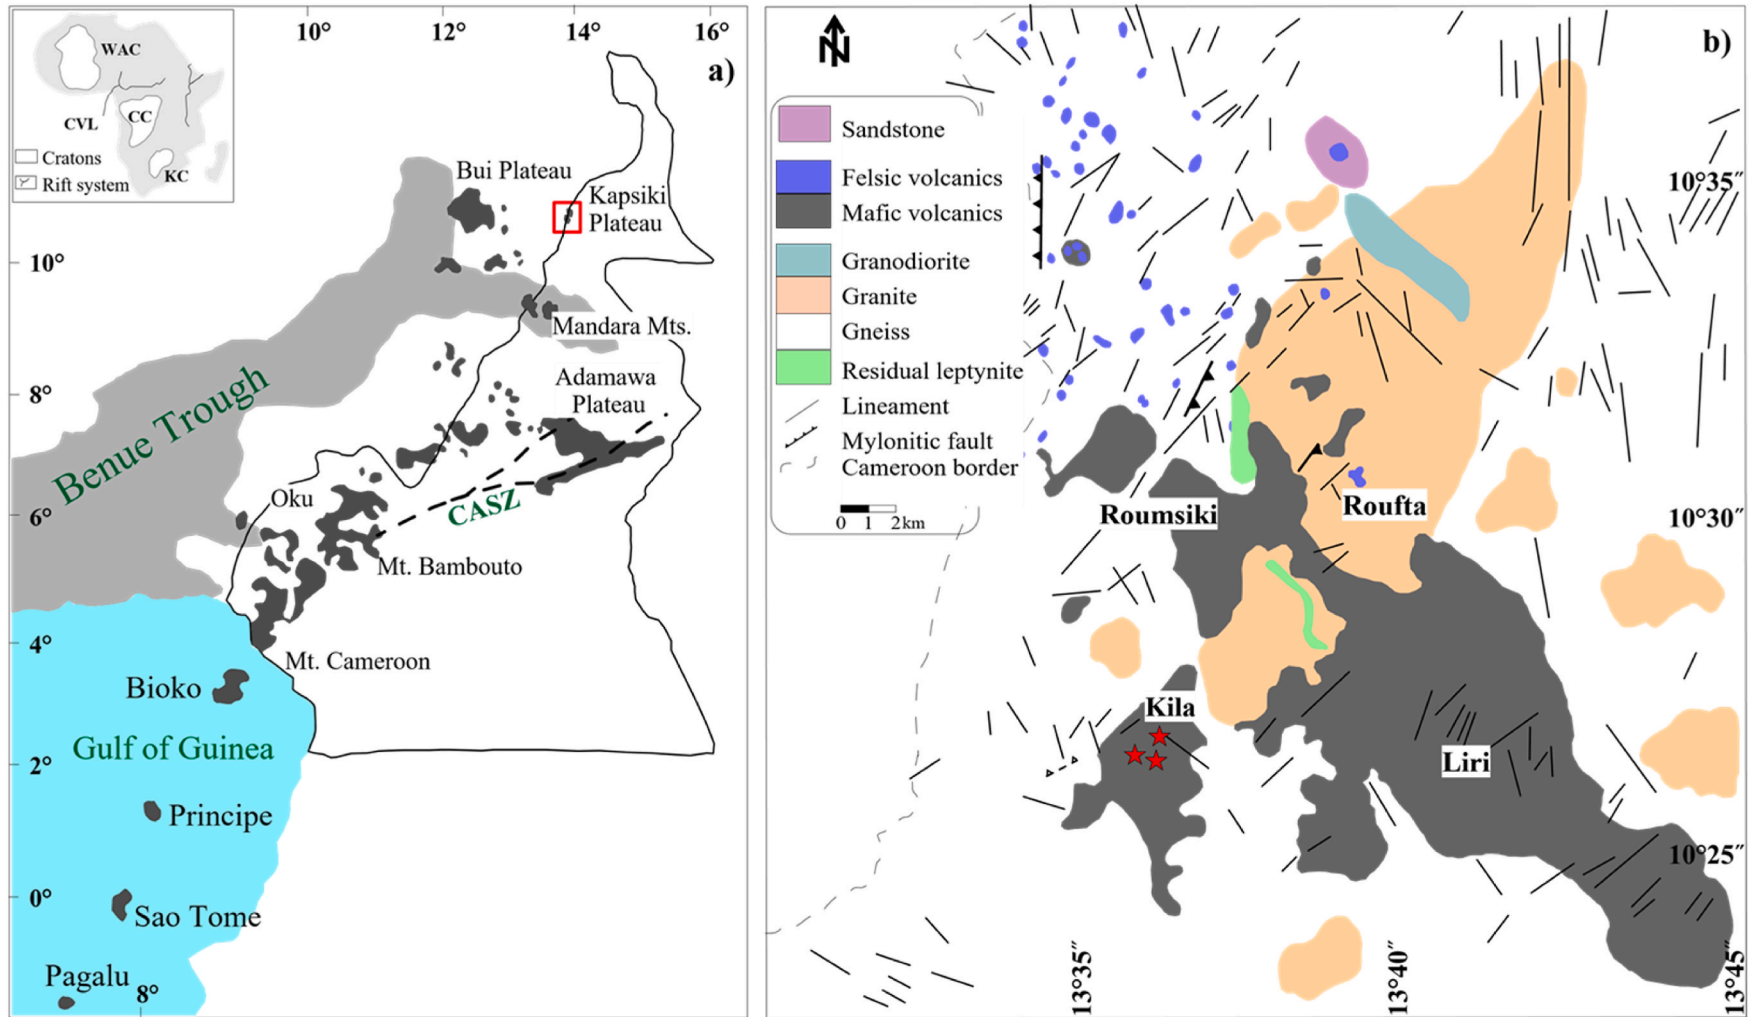 10°
12°
14°
16°
a)
WAC
CC
CVL
KC
Cratons
Rift system
Bui Plateau
Kapsiki
Plateau
10°
Mandara Mts.
Adamawa
Plateau
8°
Benue Trough
Oku
CASZ
6°
Mt. Bambouto
4°
Mt. Cameroon
Bioko
Gulf of Guinea
2°
Principe
0°
Sao Tome
Pagalu
8°
N
b)
Sandstone
Felsic volcanics
Mafic volcanics
Granodiorite
Granite
Gneiss
Residual leptynite
Lineament
Mylonitic fault
Cameroon border
0 1 2km
10°35″
Roumsiki
Roufta
10°30″
Kila
Liri
10°25″
13°35″
13°40″
13°45″